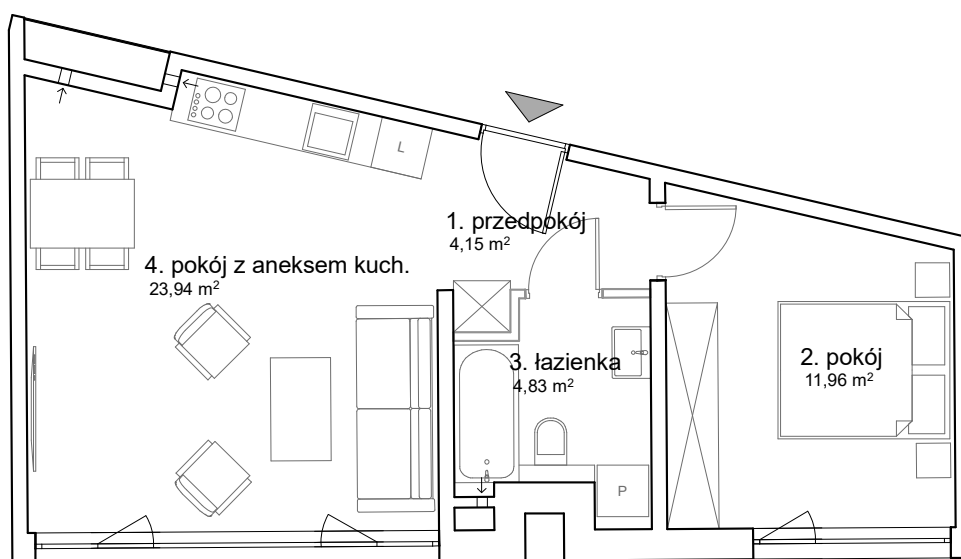 L
1. przedpokój
4,15 m²
4. pokój z aneksem kuch.
23,94 m²
3. łazienka
4,83 m²
2. pokój
11,96 m²
P